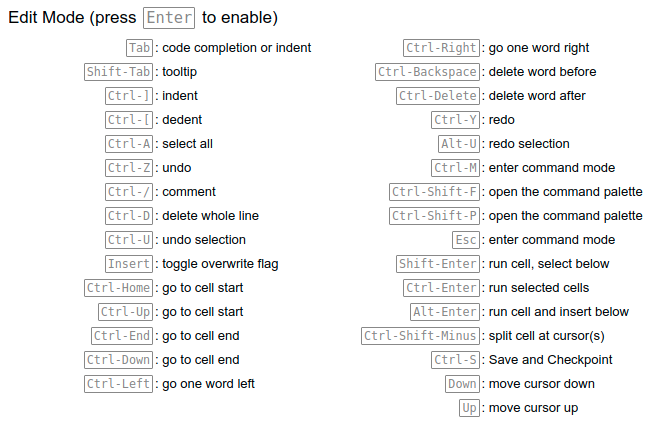 Edit Mode (press Enter to enable)
Tab : code completion or indent
Shift-Tab : tooltip
Ctrl-] : indent
Ctrl-[ : dedent
Ctrl-A : select all
Ctrl-Z : undo
Ctrl-/ : comment
Ctrl-D : delete whole line
Ctrl-U : undo selection
Insert : toggle overwrite flag
Ctrl-Home : go to cell start
Ctrl-Up : go to cell start
Ctrl-End : go to cell end
Ctrl-Down : go to cell end
Ctrl-Left : go one word left
Ctrl-Right : go one word right
Ctrl-Backspace : delete word before
Ctrl-Delete : delete word after
Ctrl-Y : redo
Alt-U : redo selection
Ctrl-M : enter command mode
Ctrl-Shift-F : open the command palette
Ctrl-Shift-P : open the command palette
Esc : enter command mode
Shift-Enter : run cell, select below
Ctrl-Enter : run selected cells
Alt-Enter : run cell and insert below
Ctrl-Shift-Minus : split cell at cursor(s)
Ctrl-S : Save and Checkpoint
Down : move cursor down
Up : move cursor up